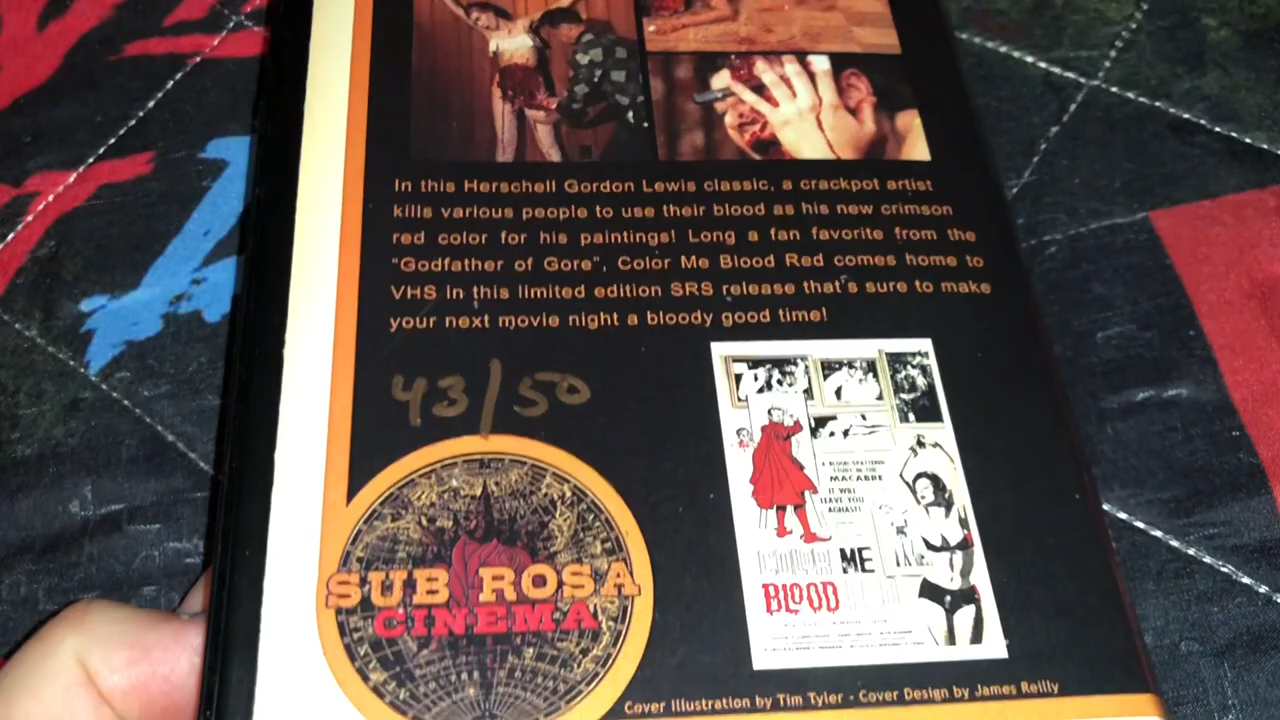 In this Herschell Gordon Lewis classic, a crackpot artist
kills various people to use their blood as his new crimson
red color for his paintings! Long a fan favorite from the
“Godfather of Gore”, Color Me Blood Red comes home to
VHS in this limited edition SRS release that's sure to make
your next movie night a bloody good time!
43/50
SUB ROSA
CINEMA
A BLOOD SPATTERED
STUDY IN THE
MACABRE
IT WILL
LEAVE YOU
AGHAST!
COLOR ME
BLOOD RED
Cover Illustration by Tim Tyler - Cover Design by James Reilly